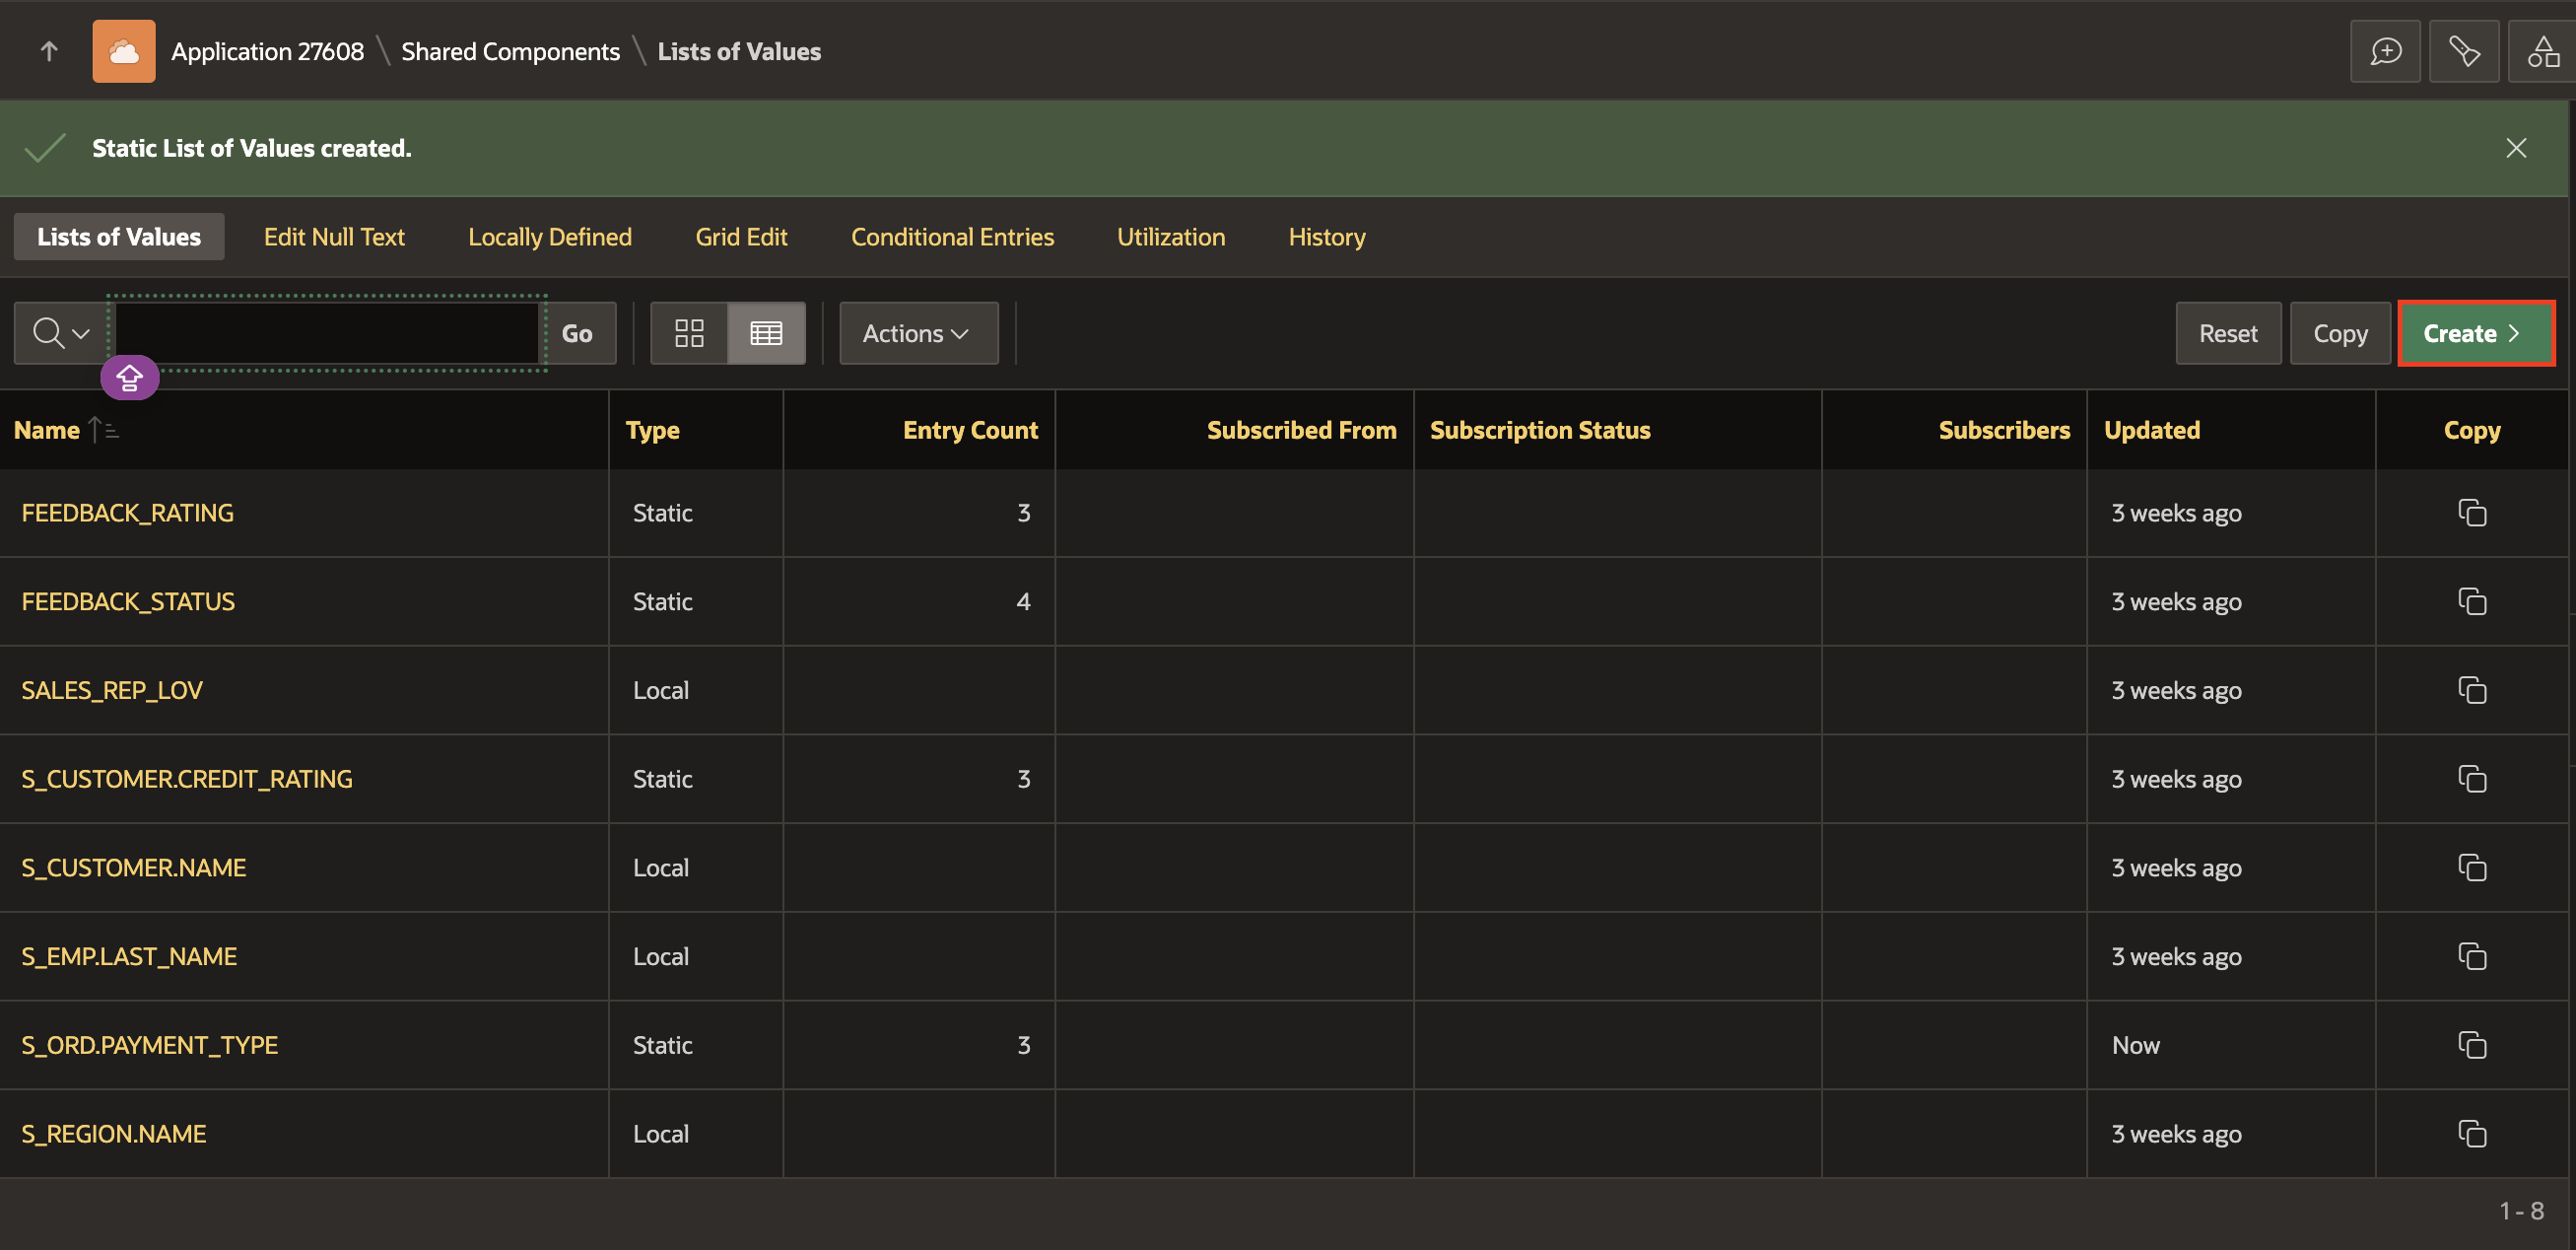 Application 27608 \ Shared Components \ Lists of Values
Static List of Values created.
Lists of Values Edit Null Text Locally Defined Grid Edit Conditional Entries Utilization History
Go Actions Reset Copy Create
Name Type Entry Count Subscribed From Subscription Status Subscribers Updated Copy
FEEDBACK_RATING Static 3 3 weeks ago
FEEDBACK_STATUS Static 4 3 weeks ago
SALES_REP_LOV Local 3 weeks ago
S_CUSTOMER.CREDIT_RATING Static 3 3 weeks ago
S_CUSTOMER.NAME Local 3 weeks ago
S_EMP.LAST_NAME Local 3 weeks ago
S_ORD.PAYMENT_TYPE Static 3 Now
S_REGION.NAME Local 3 weeks ago
1 - 8